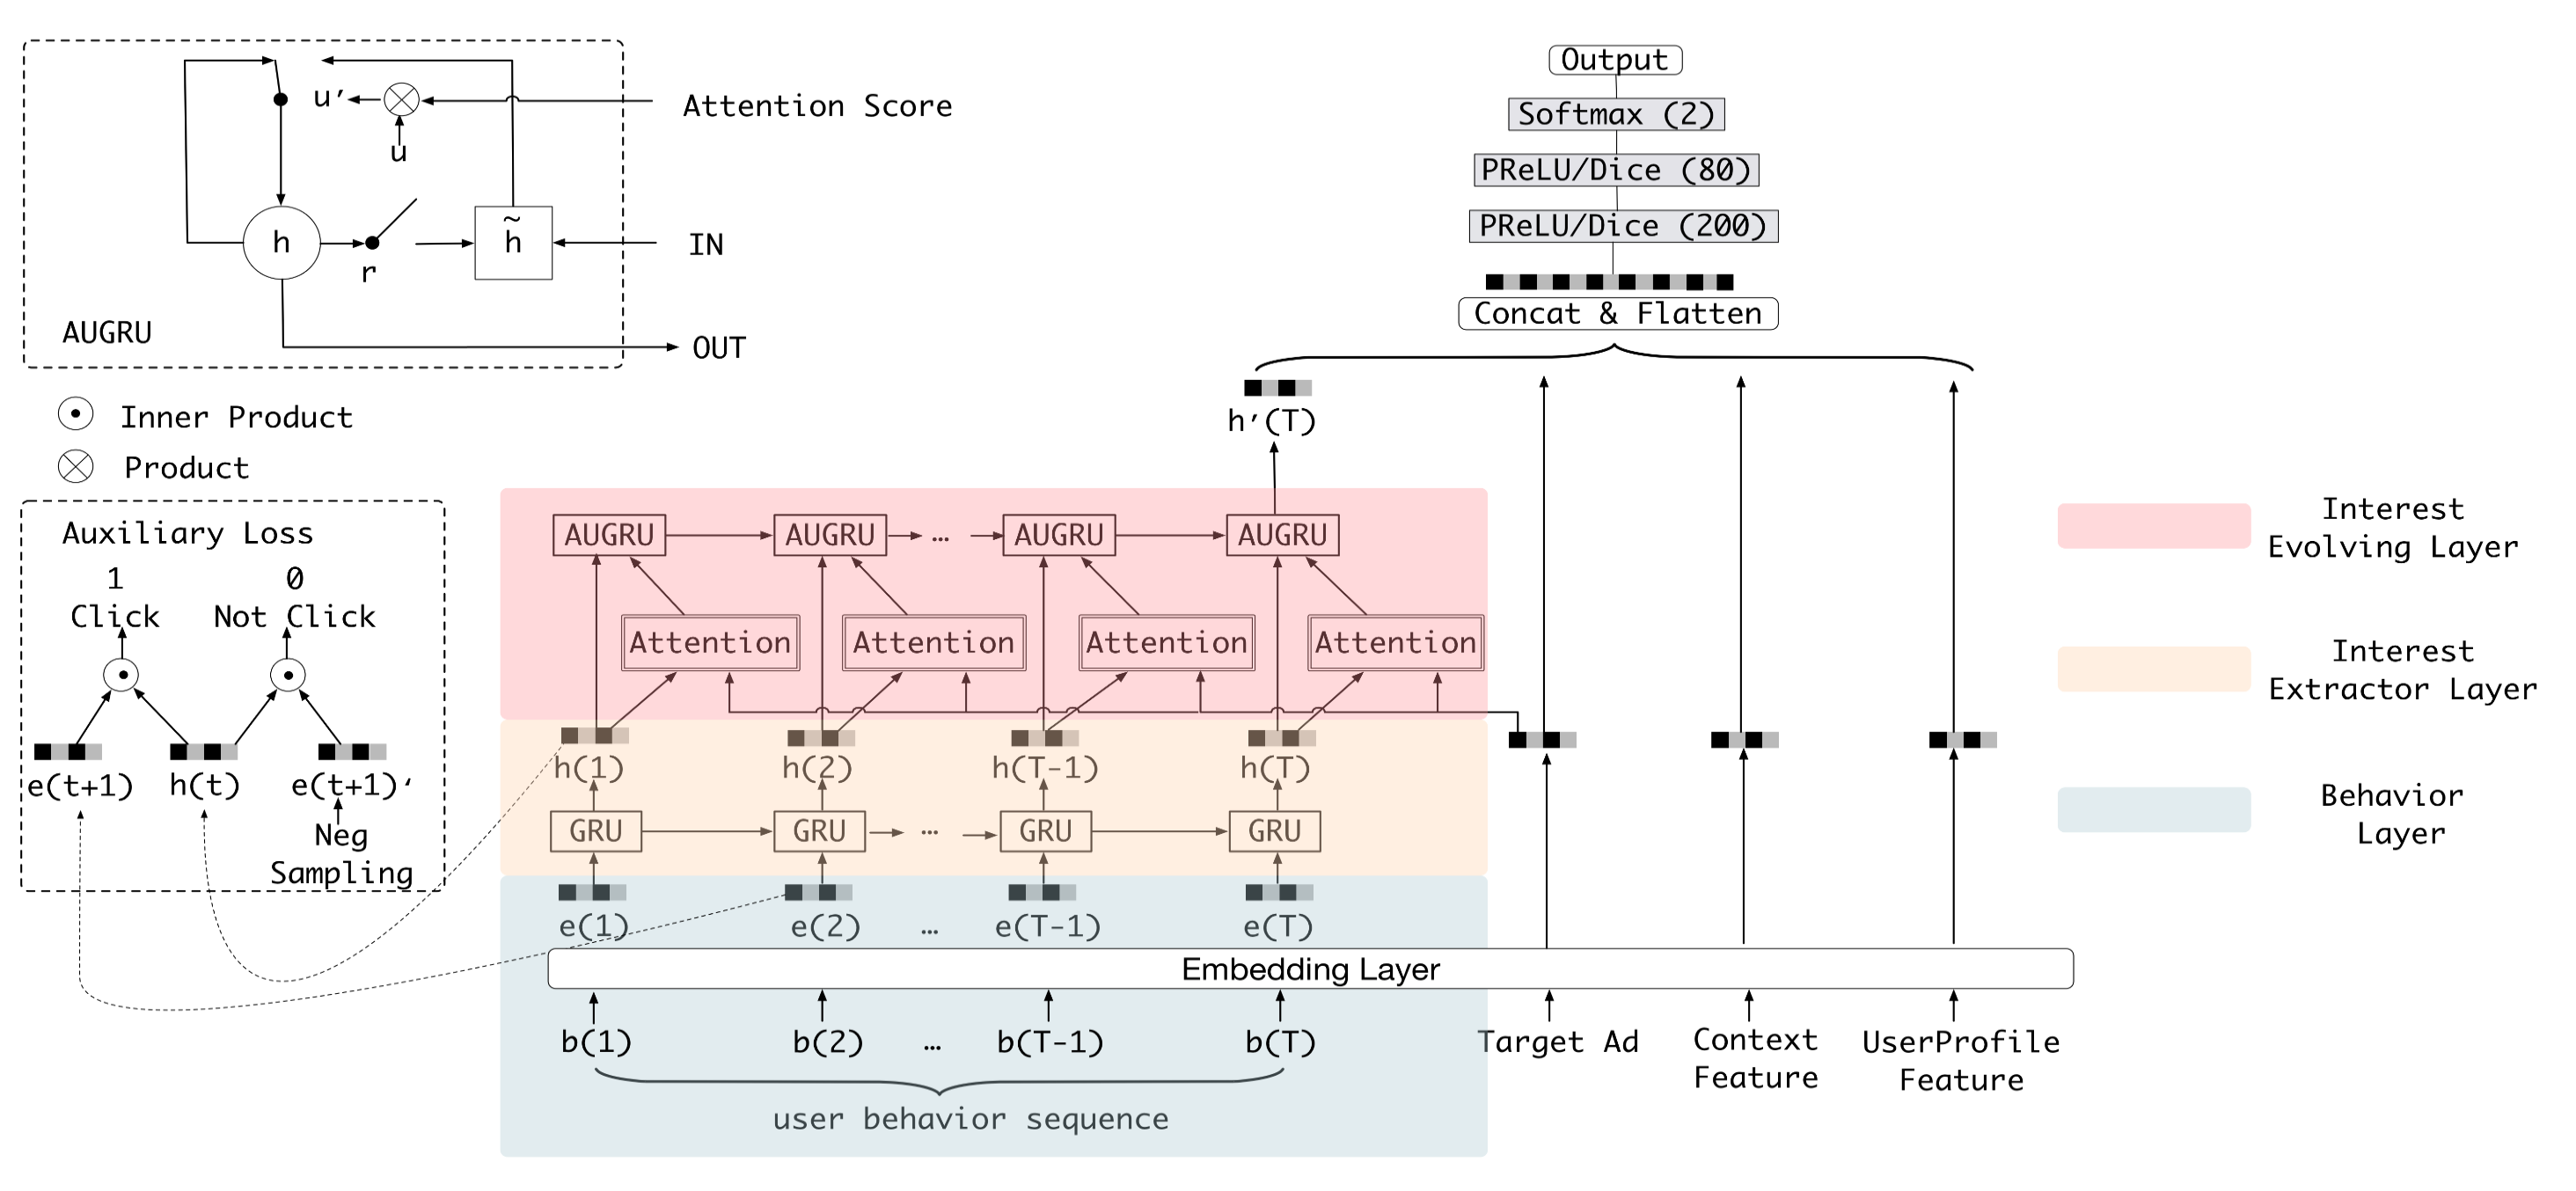 u′
u
Attention Score
h
r
h̃
IN
AUGRU
OUT
Inner Product
Product
Auxiliary Loss
1
Click
0
Not Click
e(t+1)
h(t)
e(t+1)′
Neg
Sampling
Output
Softmax (2)
PReLU/Dice (80)
PReLU/Dice (200)
Concat & Flatten
h′(T)
AUGRU
AUGRU
…
AUGRU
AUGRU
Attention
Attention
Attention
Attention
h(1)
h(2)
h(T-1)
h(T)
GRU
GRU
…
GRU
GRU
e(1)
e(2)
…
e(T-1)
e(T)
Embedding Layer
b(1)
b(2)
…
b(T-1)
b(T)
Target Ad
Context
Feature
UserProfile
Feature
user behavior sequence
Interest
Evolving Layer
Interest
Extractor Layer
Behavior
Layer